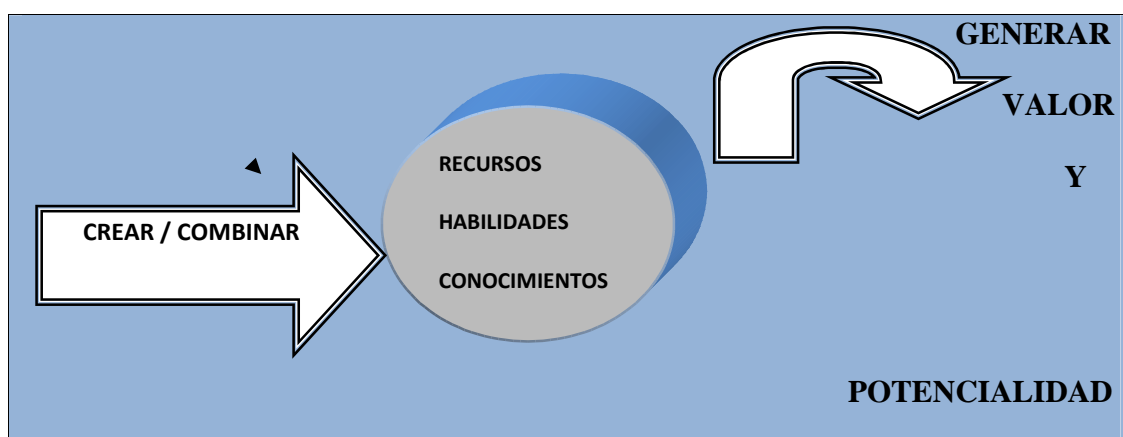 GENERAR
VALOR
Y
POTENCIALIDAD
CREAR / COMBINAR
RECURSOS
HABILIDADES
CONOCIMIENTOS